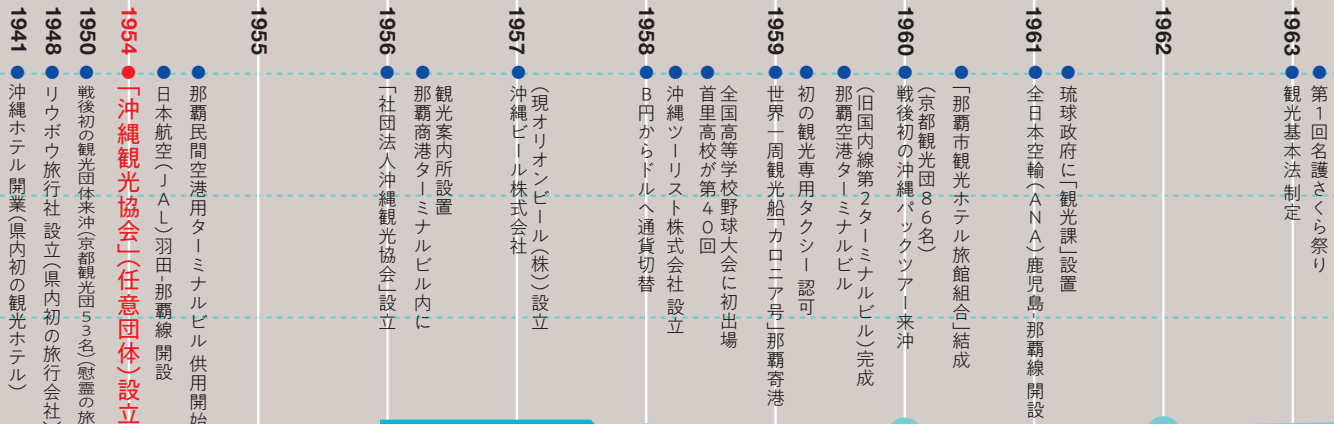 1941
沖縄ホテル 開業(県内初の観光ホテル)
1948
リウボウ旅行社 設立(県内初の旅行会社)
1950
戦後初の観光団体来沖(京都観光団53名)(慰霊の旅
1954
「沖縄観光協会」(任意団体)設立
日本航空(JAL)羽田-那覇線 開設
那覇民間空港用ターミナルビル 供用開始
1955
1956
「社団法人沖縄観光協会」設立
那覇商港ターミナルビル内に
観光案内所設置
1957
沖縄ビール株式会社
(現オリオンビール(株))設立
1958
B円からドルへ通貨切替
沖縄ツーリスト株式会社 設立
首里高校が第40回
全国高等学校野球大会に初出場
1959
世界一周観光船「カロニア号」那覇寄港
初の観光専用タクシー 認可
那覇空港ターミナルビル
(旧国内線第2ターミナルビル)完成
1960
戦後初の沖縄パックツアー 来沖
(京都観光団86名)
「那覇市観光ホテル旅館組合」結成
1961
全日本空輸(ANA)鹿児島-那覇線 開設
琉球政府に「観光課」設置
1962
1963
観光基本法 制定
第1回名護さくら祭り